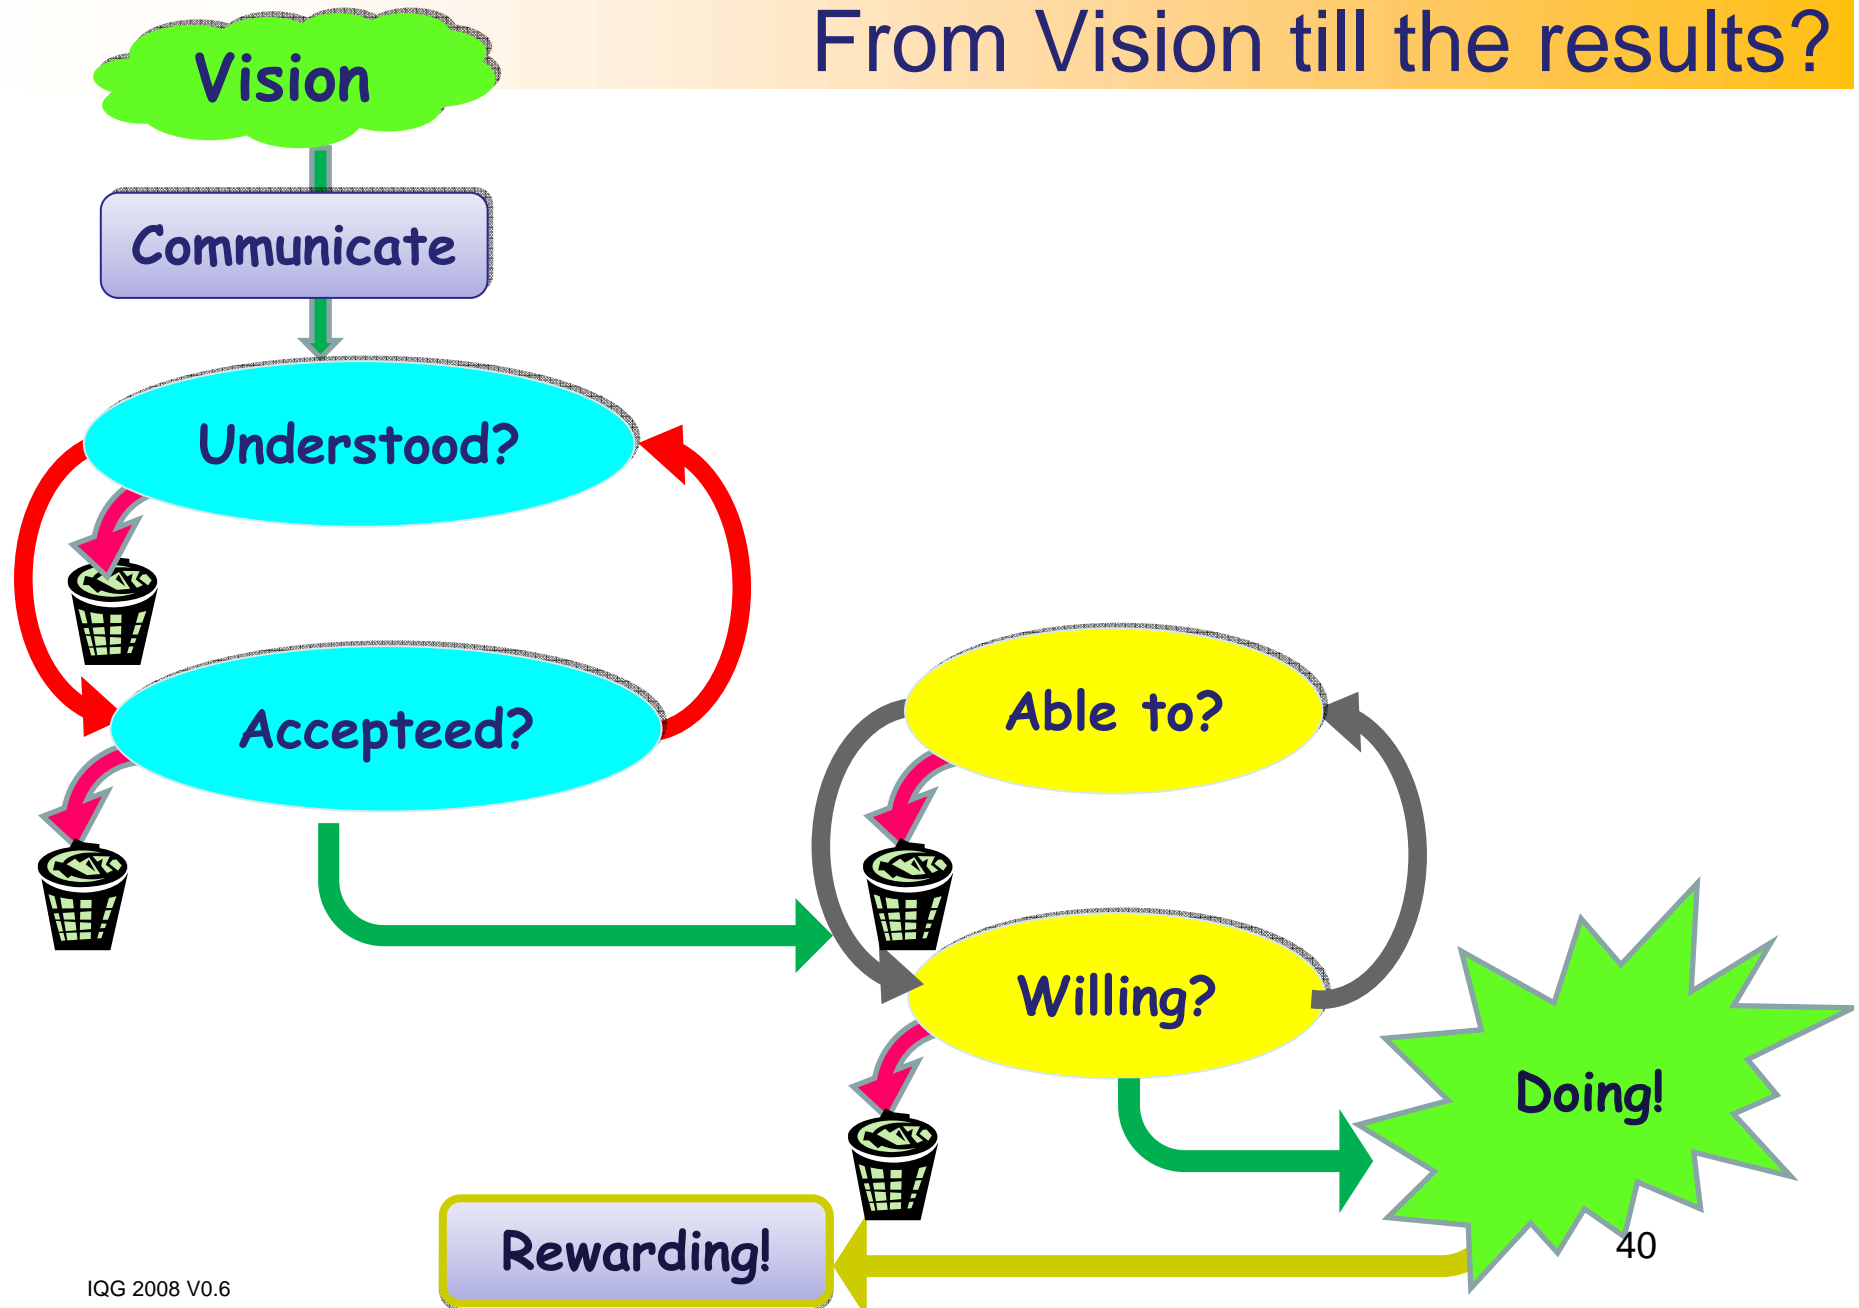 From Vision till the results?
Vision
Communicate
Understood?
Accepteed?
Able to?
Willing?
Doing!
Rewarding!
40
IQG 2008 V0.6